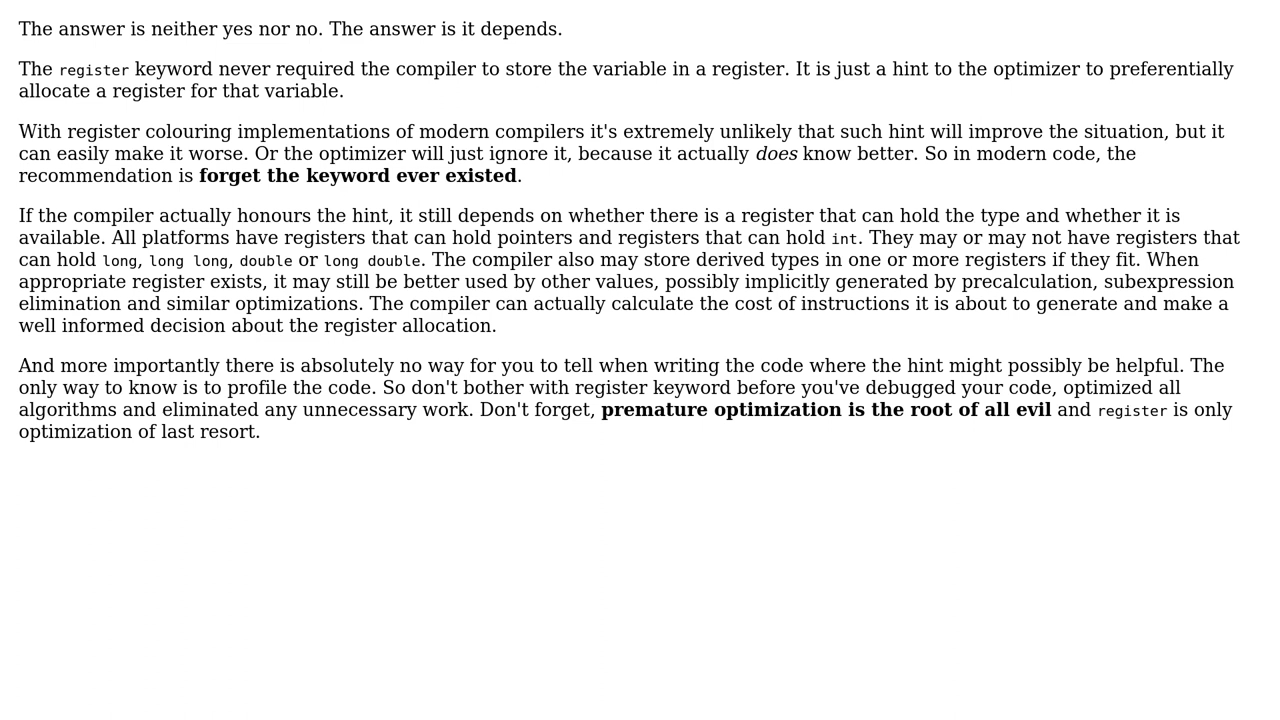 The answer is neither yes nor no. The answer is it depends.
The register keyword never required the compiler to store the variable in a register. It is just a hint to the optimizer to preferentially
allocate a register for that variable.
With register colouring implementations of modern compilers it's extremely unlikely that such hint will improve the situation, but it
can easily make it worse. Or the optimizer will just ignore it, because it actually does know better. So in modern code, the
recommendation is forget the keyword ever existed.
If the compiler actually honours the hint, it still depends on whether there is a register that can hold the type and whether it is
available. All platforms have registers that can hold pointers and registers that can hold int. They may or may not have registers that
can hold long, long long, double or long double. The compiler also may store derived types in one or more registers if they fit. When
appropriate register exists, it may still be better used by other values, possibly implicitly generated by precalculation, subexpression
elimination and similar optimizations. The compiler can actually calculate the cost of instructions it is about to generate and make a
well informed decision about the register allocation.
And more importantly there is absolutely no way for you to tell when writing the code where the hint might possibly be helpful. The
only way to know is to profile the code. So don't bother with register keyword before you've debugged your code, optimized all
algorithms and eliminated any unnecessary work. Don't forget, premature optimization is the root of all evil and register is only
optimization of last resort.